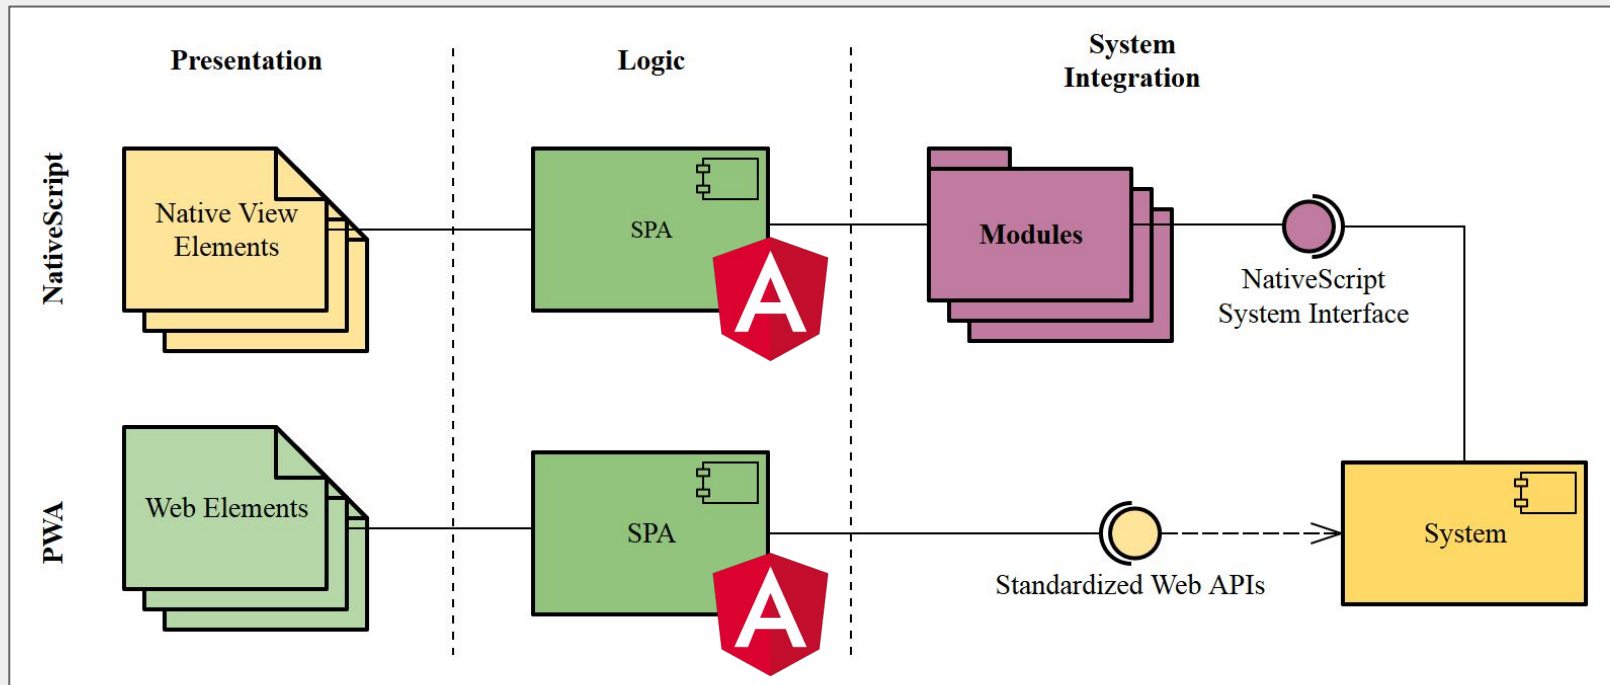 Presentation
Logic
System
Integration
NativeScript
Native View
Elements
SPA
A
Modules
NativeScript
System Interface
PWA
Web Elements
SPA
A
Standardized Web APIs
System